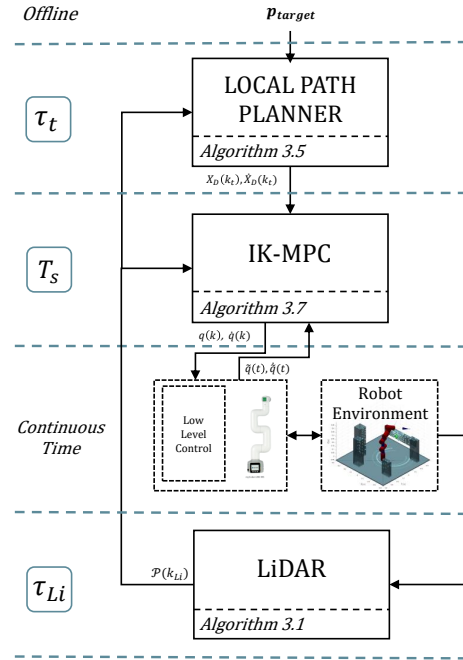 Offline
p_target
τ_t
LOCAL PATH
PLANNER
Algorithm 3.5
X_D(k_t), Ẋ_D(k_t)
T_s
IK-MPC
Algorithm 3.7
q(k), q̇(k)
q̃(t), q̇̃(t)
Continuous
Time
Low
Level
Control
Robot
Environment
τ_Li
𝒫(k_Li)
LiDAR
Algorithm 3.1